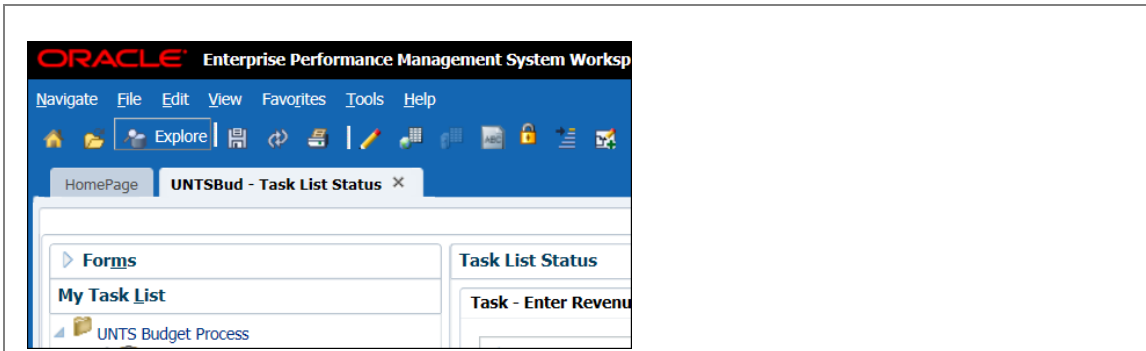 ORACLE Enterprise Performance Management System Worksp
Navigate File Edit View Favorites Tools Help
Explore
HomePage UNTSBud - Task List Status ×
Forms
Task List Status
My Task List
Task - Enter Revenu
UNTS Budget Process